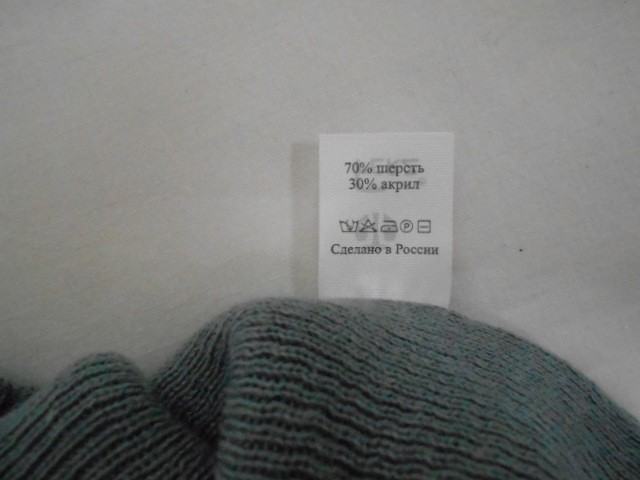 70% шерсть
30% акрил
P
Сделано в России